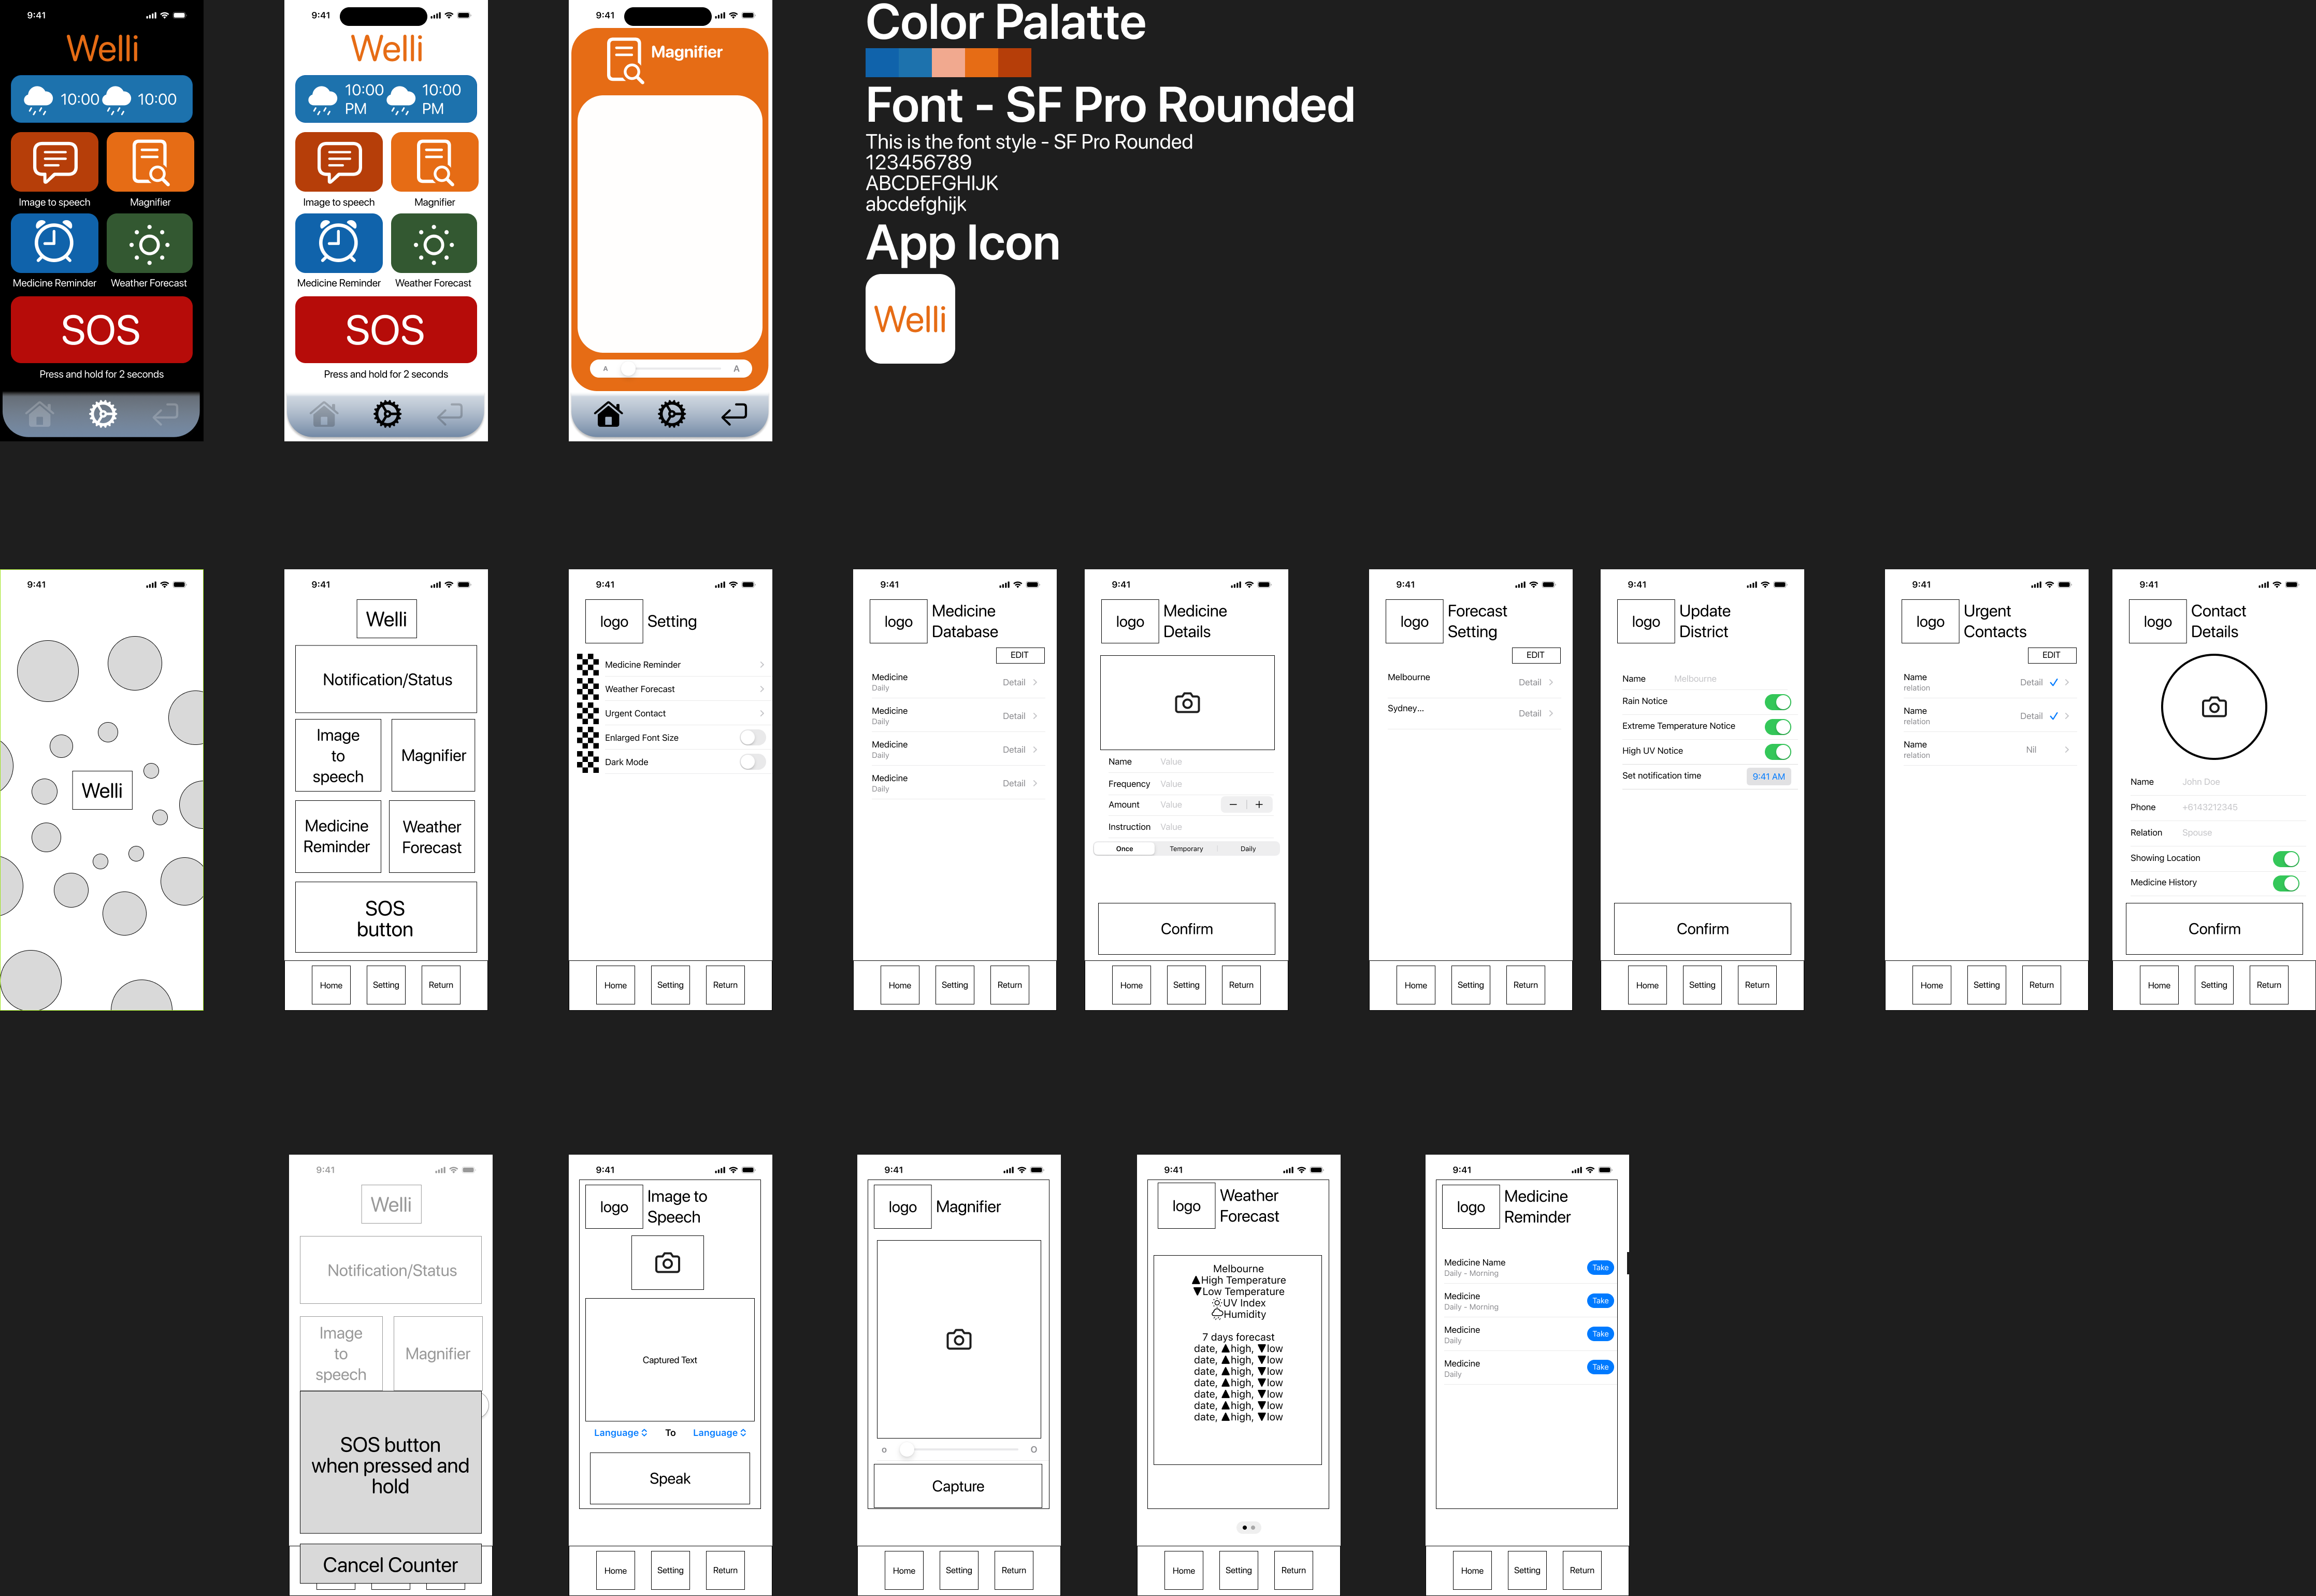 9:41
Welli
10:00
10:00
Image to speech
Magnifier
Medicine Reminder
Weather Forecast
SOS
Press and hold for 2 seconds
9:41
Welli
10:00
PM
10:00
PM
Image to speech
Magnifier
Medicine Reminder
Weather Forecast
SOS
Press and hold for 2 seconds
9:41
Magnifier
A
A
Color Palatte
Font - SF Pro Rounded
This is the font style - SF Pro Rounded
123456789
ABCDEFGHIJK
abcdefghijk
App Icon
Welli
9:41
Welli
9:41
Welli
Notification/Status
Image
to
speech
Magnifier
Medicine
Reminder
Weather
Forecast
SOS
button
Home
Setting
Return
9:41
logo
Setting
Medicine Reminder
Weather Forecast
Urgent Contact
Enlarged Font Size
Dark Mode
Home
Setting
Return
9:41
logo
Medicine
Database
EDIT
Medicine
Daily
Detail
Medicine
Daily
Detail
Medicine
Daily
Detail
Medicine
Daily
Detail
Home
Setting
Return
9:41
logo
Medicine
Details
Name
Value
Frequency
Value
Amount
Value
− +
Instruction
Value
Once
Temporary
Daily
Confirm
Home
Setting
Return
9:41
logo
Forecast
Setting
EDIT
Melbourne
Detail
Sydney...
Detail
Home
Setting
Return
9:41
logo
Update
District
Name
Melbourne
Rain Notice
Extreme Temperature Notice
High UV Notice
Set notification time
9:41 AM
Confirm
Home
Setting
Return
9:41
logo
Urgent
Contacts
EDIT
Name
relation
Detail
Name
relation
Detail
Name
relation
Nil
Home
Setting
Return
9:41
logo
Contact
Details
Name
John Doe
Phone
+6143212345
Relation
Spouse
Showing Location
Medicine History
Confirm
Home
Setting
Return
9:41
Welli
Notification/Status
Image
to
speech
Magnifier
SOS button
when pressed and
hold
Cancel Counter
9:41
logo
Image to
Speech
Captured Text
Language
To
Language
Speak
Home
Setting
Return
9:41
logo
Magnifier
o
O
Capture
Home
Setting
Return
9:41
logo
Weather
Forecast
Melbourne
▲High Temperature
▼Low Temperature
UV Index
Humidity
7 days forecast
date, ▲high, ▼low
date, ▲high, ▼low
date, ▲high, ▼low
date, ▲high, ▼low
date, ▲high, ▼low
date, ▲high, ▼low
date, ▲high, ▼low
Home
Setting
Return
9:41
logo
Medicine
Reminder
Medicine Name
Daily - Morning
Take
Medicine
Daily - Morning
Take
Medicine
Daily
Take
Medicine
Daily
Take
Home
Setting
Return